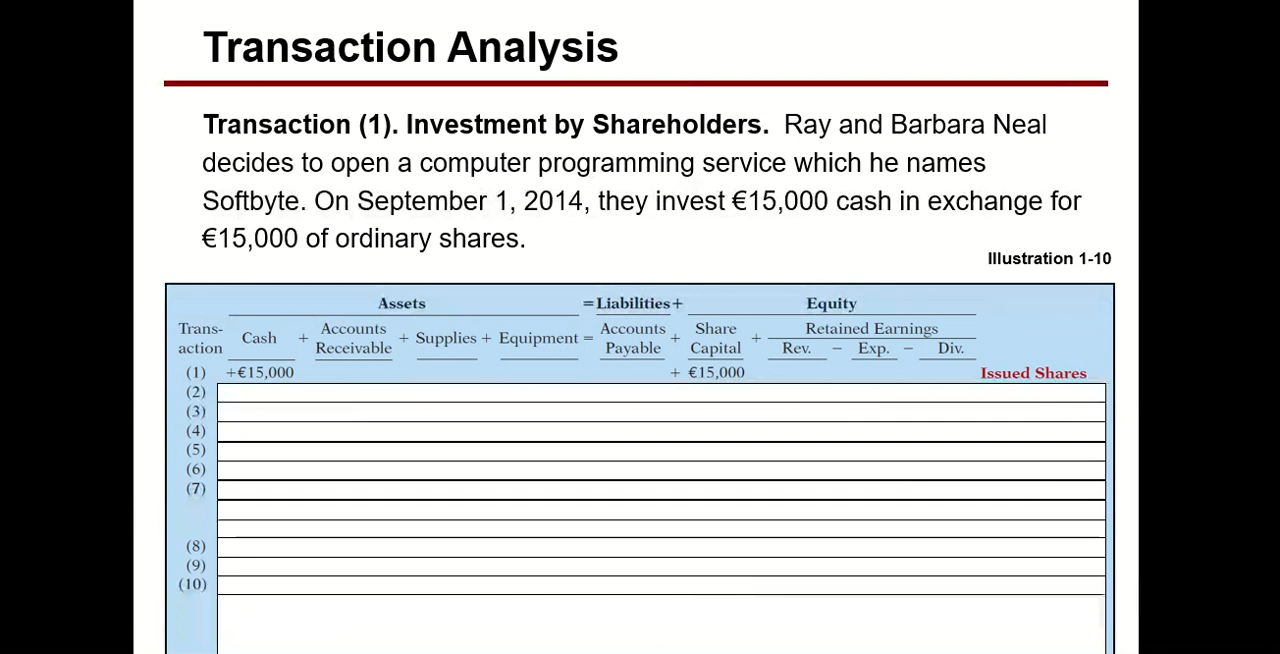 Transaction Analysis
Transaction (1). Investment by Shareholders. Ray and Barbara Neal
decides to open a computer programming service which he names
Softbyte. On September 1, 2014, they invest €15,000 cash in exchange for
€15,000 of ordinary shares.
Illustration 1-10
Assets = Liabilities + Equity
Trans- Accounts Accounts Share Retained Earnings
action Cash + Receivable + Supplies + Equipment = Payable + Capital + Rev. – Exp. – Div.
(1) +€15,000 + €15,000 Issued Shares
(2)
(3)
(4)
(5)
(6)
(7)
(8)
(9)
(10)